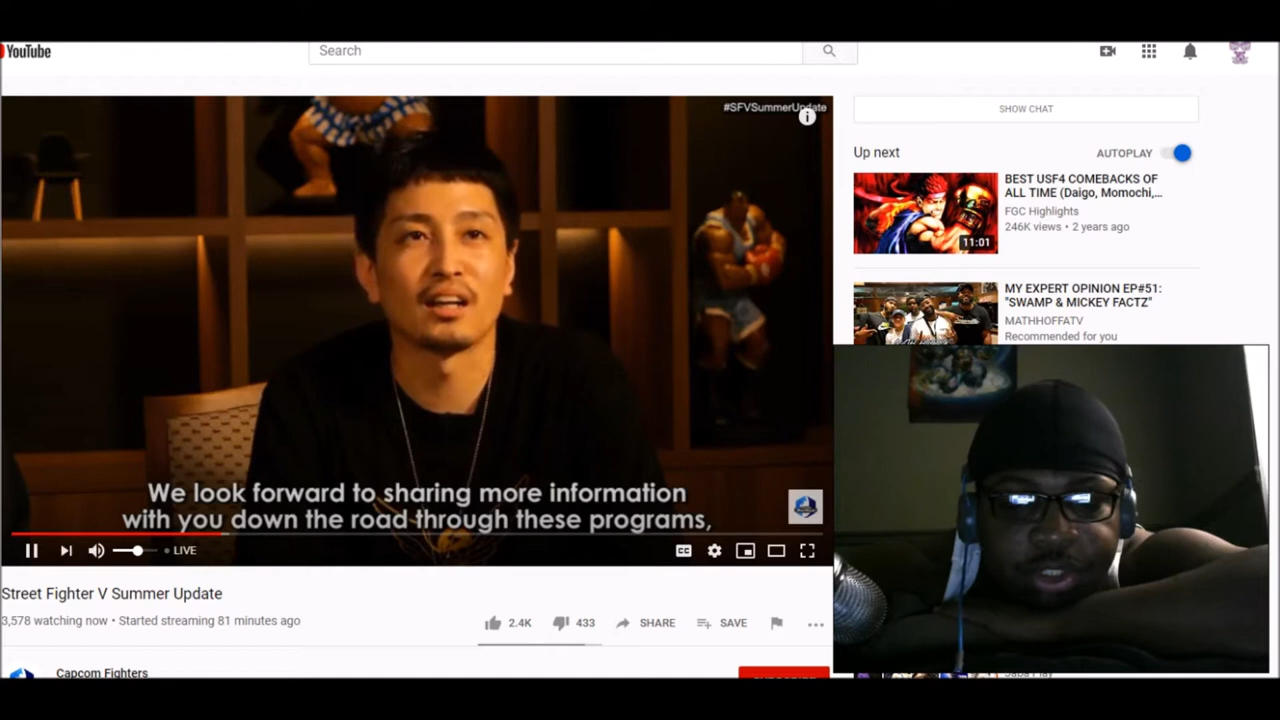 YouTube
Search
#SFVSummerUpdate
We look forward to sharing more information
with you down the road through these programs,
LIVE
CC
Street Fighter V Summer Update
3,578 watching now • Started streaming 81 minutes ago
2.4K
433
SHARE
SAVE
Capcom Fighters
SHOW CHAT
Up next
AUTOPLAY
11:01
BEST USF4 COMEBACKS OF
ALL TIME (Daigo, Momochi,...
FGC Highlights
246K views • 2 years ago
MY EXPERT OPINION EP#51:
"SWAMP & MICKEY FACTZ"
MATHHOFFATV
Recommended for you